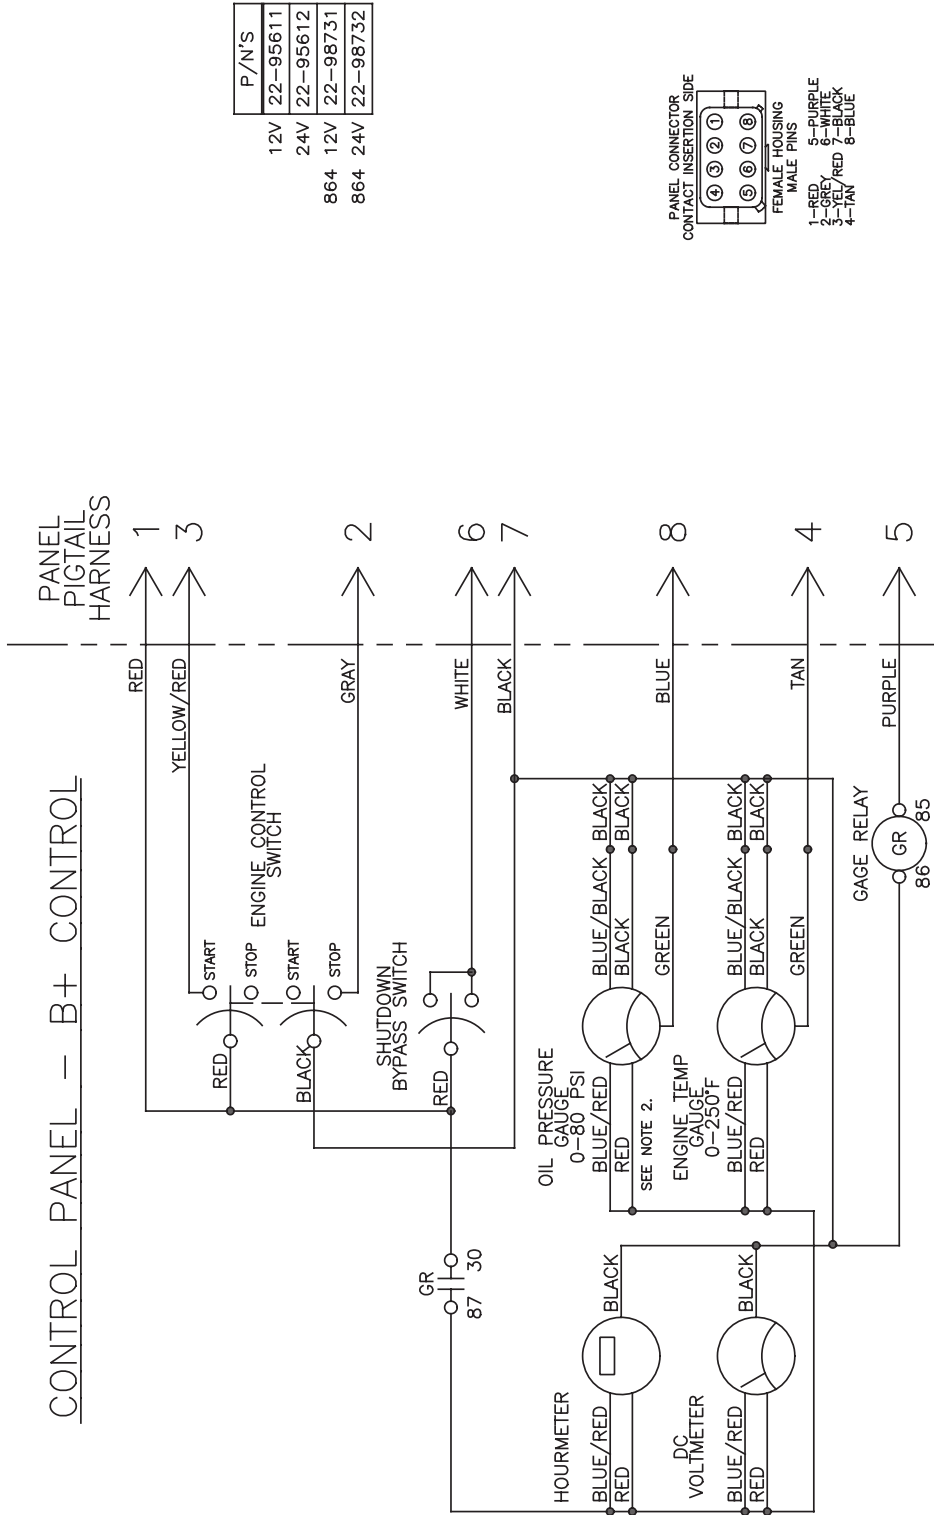 CONTROL PANEL - B+ CONTROL
PANEL
PIGTAIL
HARNESS
1
3
2
6
7
8
4
5
RED
YELLOW/RED
GRAY
WHITE
BLACK
BLUE
TAN
PURPLE
START
STOP
START
STOP
ENGINE CONTROL
SWITCH
RED
BLACK
SHUTDOWN
BYPASS SWITCH
RED
GR
87
30
OIL PRESSURE
GAUGE
0-80 PSI
BLUE/RED
RED
SEE NOTE 2.
BLUE/BLACK
BLACK
BLACK
BLACK
GREEN
ENGINE TEMP
GAUGE
0-250°F
BLUE/RED
RED
BLUE/BLACK
BLACK
BLACK
BLACK
GREEN
GAGE RELAY
86
GR
85
HOURMETER
BLUE/RED
RED
BLACK
DC
VOLTMETER
BLUE/RED
RED
BLACK
P/N'S
12V 22-95611
24V 22-95612
864 12V 22-98731
864 24V 22-98732
PANEL CONNECTOR
CONTACT INSERTION SIDE
4 3 2 1
5 6 7 8
FEMALE HOUSING
MALE PINS
1-RED 5-PURPLE
2-GREY 6-WHITE
3-YEL/RED 7-BLACK
4-TAN 8-BLUE